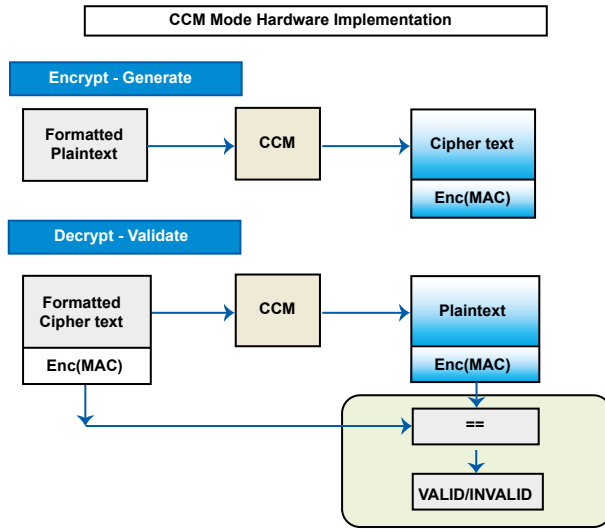 CCM Mode Hardware Implementation
Encrypt - Generate
Formatted
Plaintext
CCM
Cipher text
Enc(MAC)
Decrypt - Validate
Formatted
Cipher text
Enc(MAC)
CCM
Plaintext
Enc(MAC)
==
VALID/INVALID